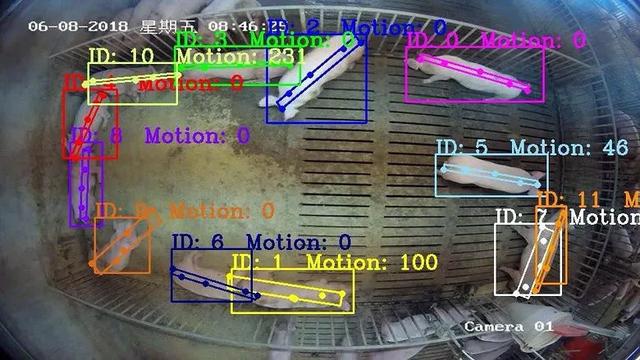 06-08-2018 星期五 08:46:25
ID: 2 Motion: 0
ID: 3 Motion: 0
ID: 0 Motion: 0
ID: 10 Motion: 231
ID: 4 Motion: 0
ID: 8 Motion: 0
ID: 5 Motion: 46
ID: 11 M
ID: 9 Motion: 0
ID: 7 Motion
ID: 6 Motion: 0
ID: 1 Motion: 100
Camera 01